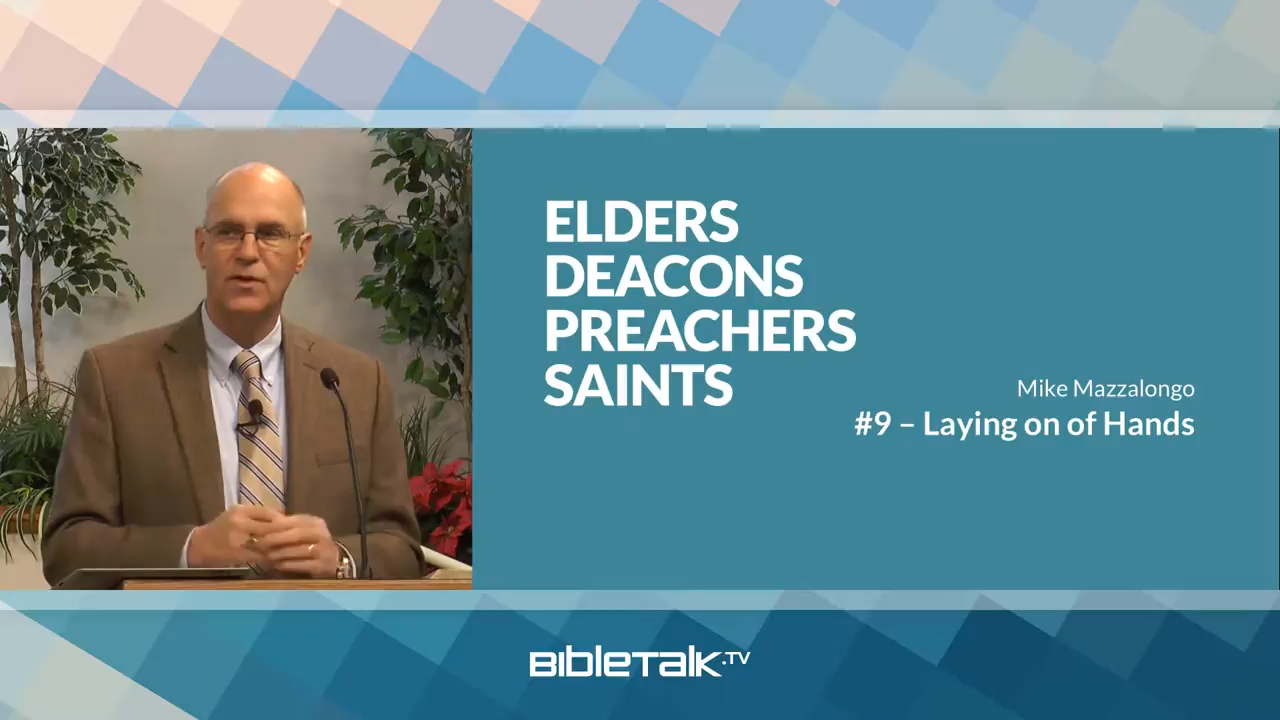 ELDERS
DEACONS
PREACHERS
SAINTS
Mike Mazzalongo
#9 – Laying on of Hands
BIBLETALK.TV